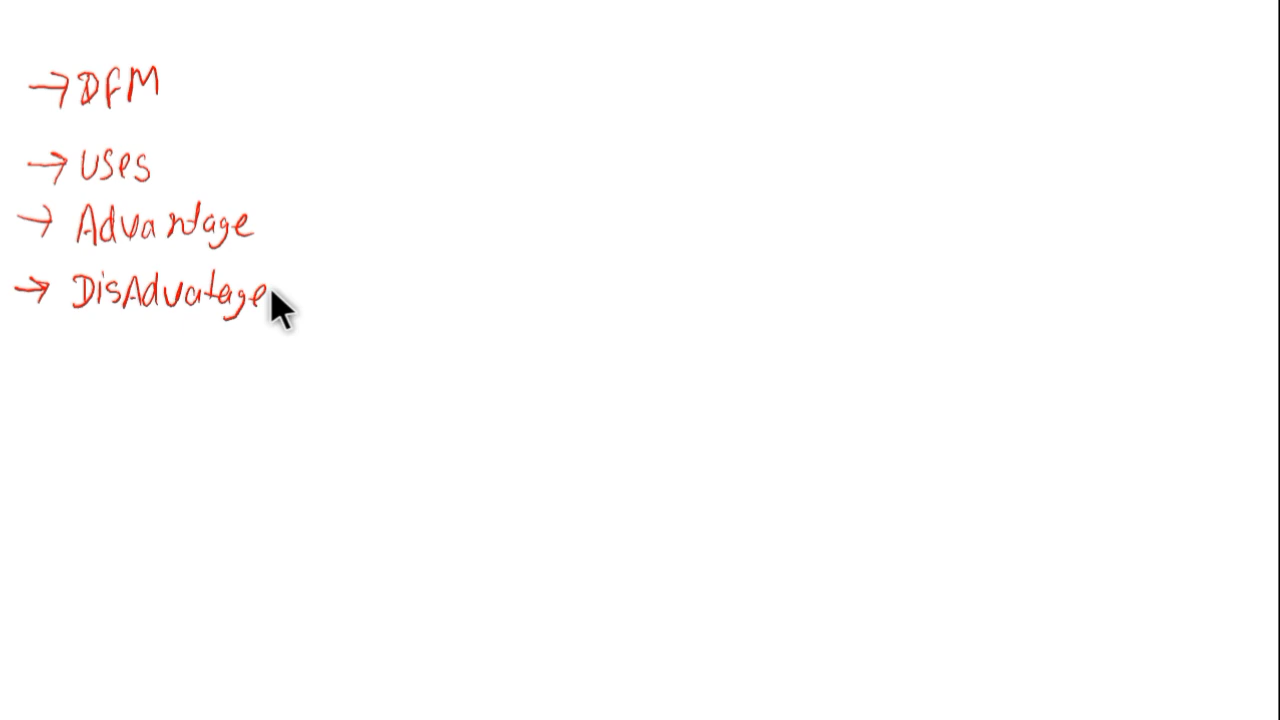 → DFM
→ Uses
→ Advantage
→ DisAdvatage